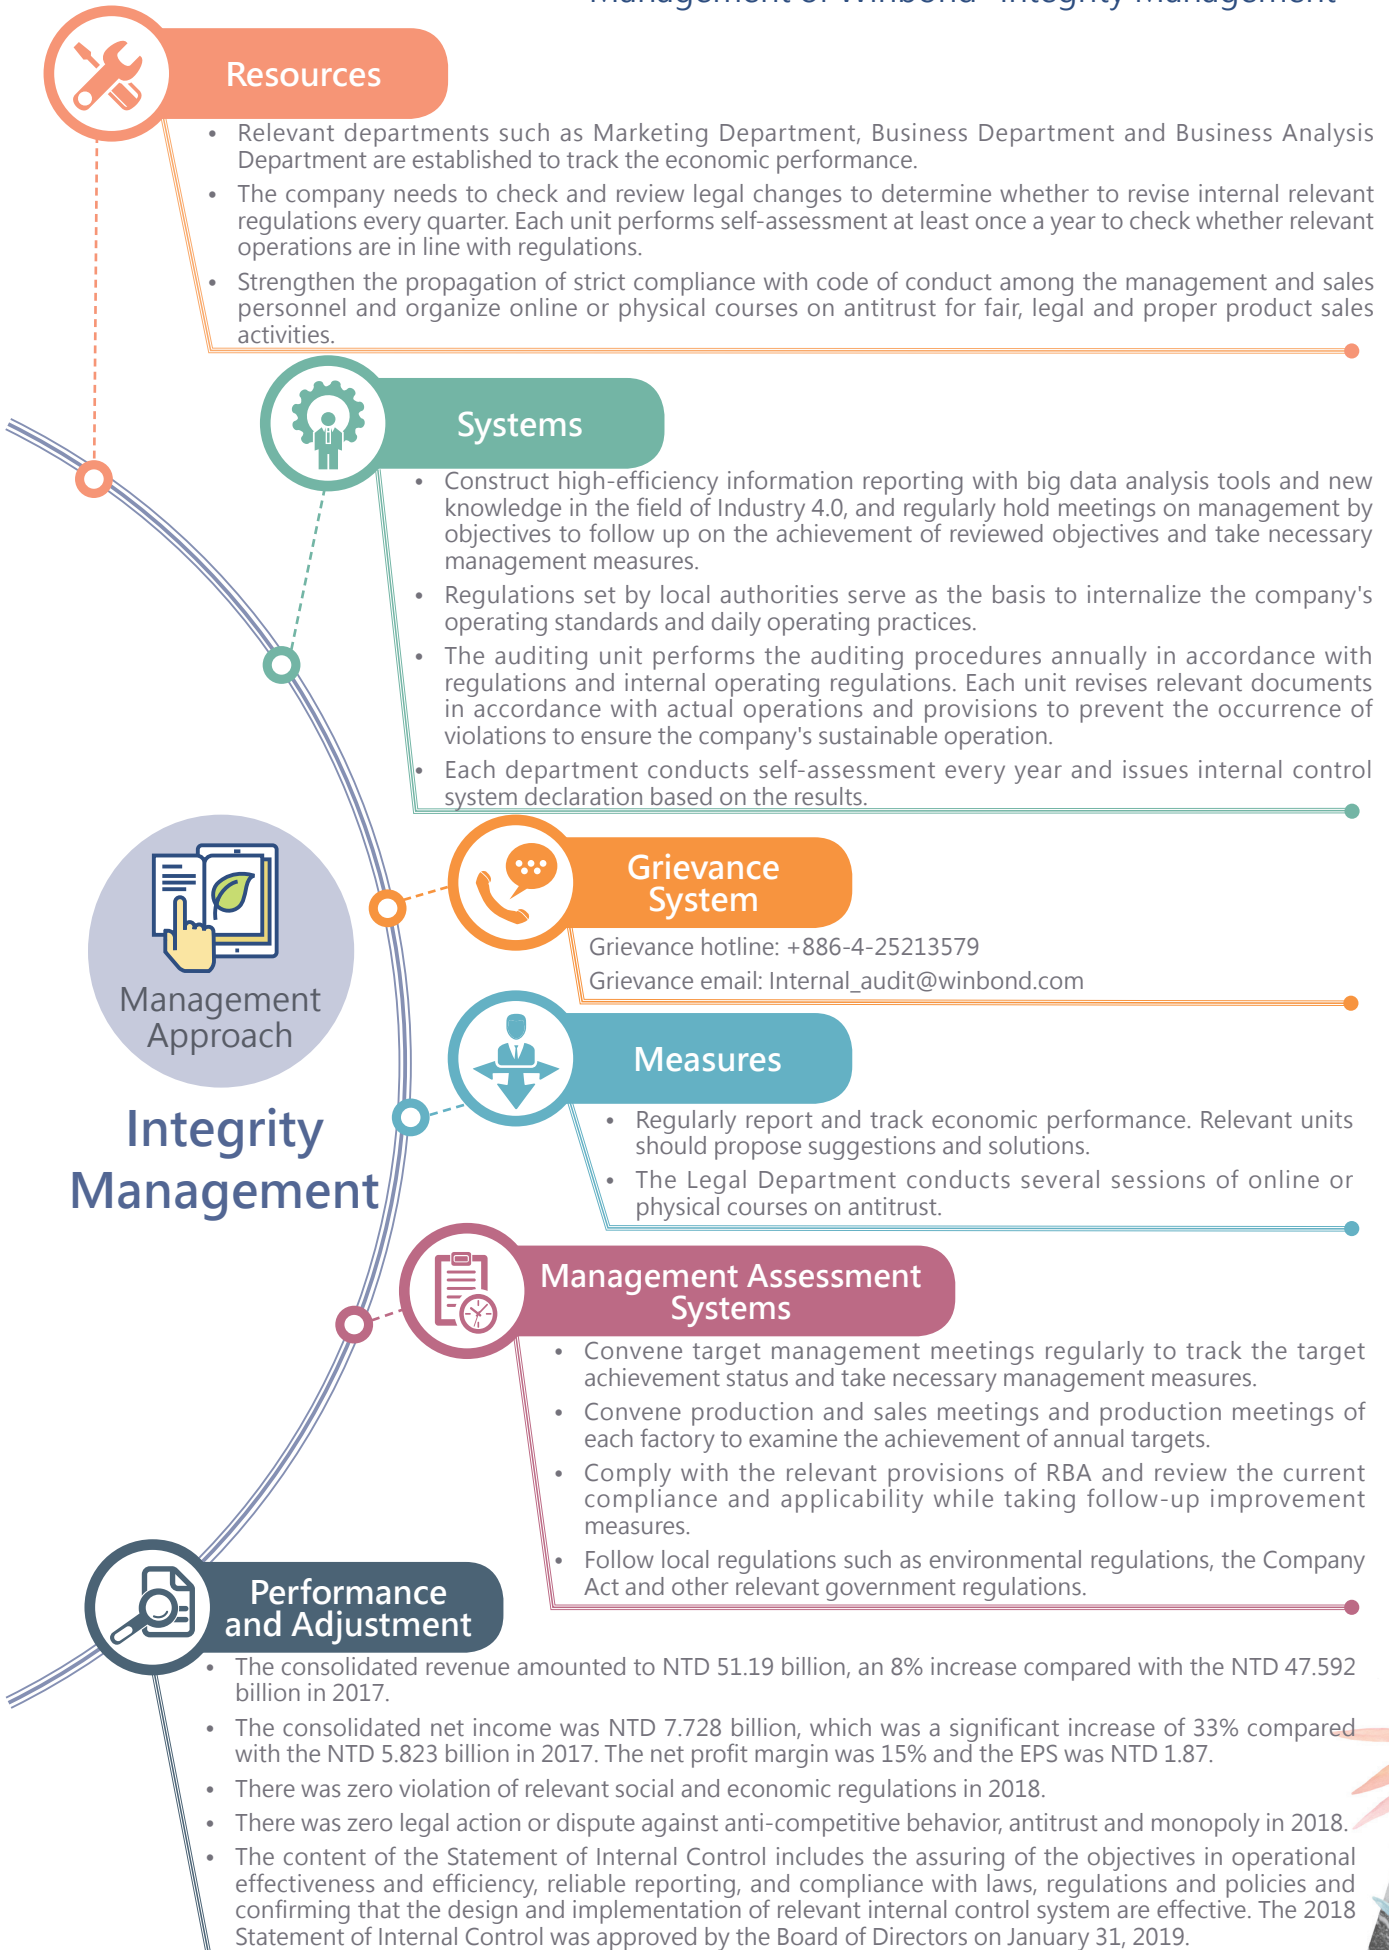 Management of Winbond- Integrity Management
Resources
• Relevant departments such as Marketing Department, Business Department and Business Analysis
Department are established to track the economic performance.
• The company needs to check and review legal changes to determine whether to revise internal relevant
regulations every quarter. Each unit performs self-assessment at least once a year to check whether relevant
operations are in line with regulations.
• Strengthen the propagation of strict compliance with code of conduct among the management and sales
personnel and organize online or physical courses on antitrust for fair, legal and proper product sales
activities.
Systems
• Construct high-efficiency information reporting with big data analysis tools and new
knowledge in the field of Industry 4.0, and regularly hold meetings on management by
objectives to follow up on the achievement of reviewed objectives and take necessary
management measures.
• Regulations set by local authorities serve as the basis to internalize the company's
operating standards and daily operating practices.
• The auditing unit performs the auditing procedures annually in accordance with
regulations and internal operating regulations. Each unit revises relevant documents
in accordance with actual operations and provisions to prevent the occurrence of
violations to ensure the company's sustainable operation.
• Each department conducts self-assessment every year and issues internal control
system declaration based on the results.
Grievance
System
Grievance hotline: +886-4-25213579
Grievance email: Internal_audit@winbond.com
Management
Approach
Integrity
Management
Measures
• Regularly report and track economic performance. Relevant units
should propose suggestions and solutions.
• The Legal Department conducts several sessions of online or
physical courses on antitrust.
Management Assessment
Systems
• Convene target management meetings regularly to track the target
achievement status and take necessary management measures.
• Convene production and sales meetings and production meetings of
each factory to examine the achievement of annual targets.
• Comply with the relevant provisions of RBA and review the current
compliance and applicability while taking follow-up improvement
measures.
• Follow local regulations such as environmental regulations, the Company
Act and other relevant government regulations.
Performance
and Adjustment
• The consolidated revenue amounted to NTD 51.19 billion, an 8% increase compared with the NTD 47.592
billion in 2017.
• The consolidated net income was NTD 7.728 billion, which was a significant increase of 33% compared
with the NTD 5.823 billion in 2017. The net profit margin was 15% and the EPS was NTD 1.87.
• There was zero violation of relevant social and economic regulations in 2018.
• There was zero legal action or dispute against anti-competitive behavior, antitrust and monopoly in 2018.
• The content of the Statement of Internal Control includes the assuring of the objectives in operational
effectiveness and efficiency, reliable reporting, and compliance with laws, regulations and policies and
confirming that the design and implementation of relevant internal control system are effective. The 2018
Statement of Internal Control was approved by the Board of Directors on January 31, 2019.